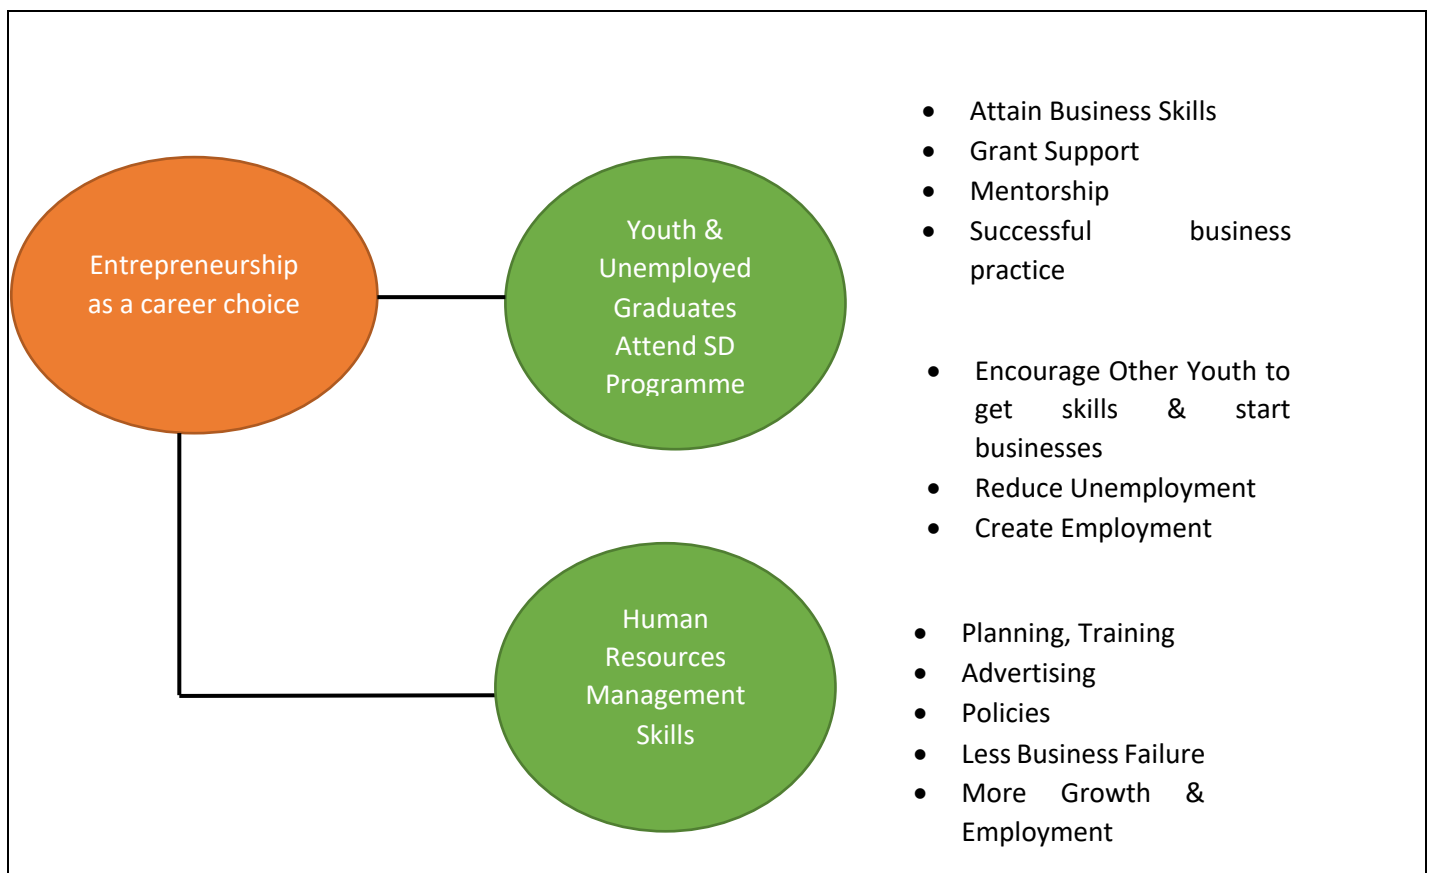 Entrepreneurship
as a career choice
Youth &
Unemployed
Graduates
Attend SD
Programme
• Attain Business Skills
• Grant Support
• Mentorship
• Successful business
practice
• Encourage Other Youth to
get skills & start
businesses
• Reduce Unemployment
• Create Employment
Human
Resources
Management
Skills
• Planning, Training
• Advertising
• Policies
• Less Business Failure
• More Growth &
Employment